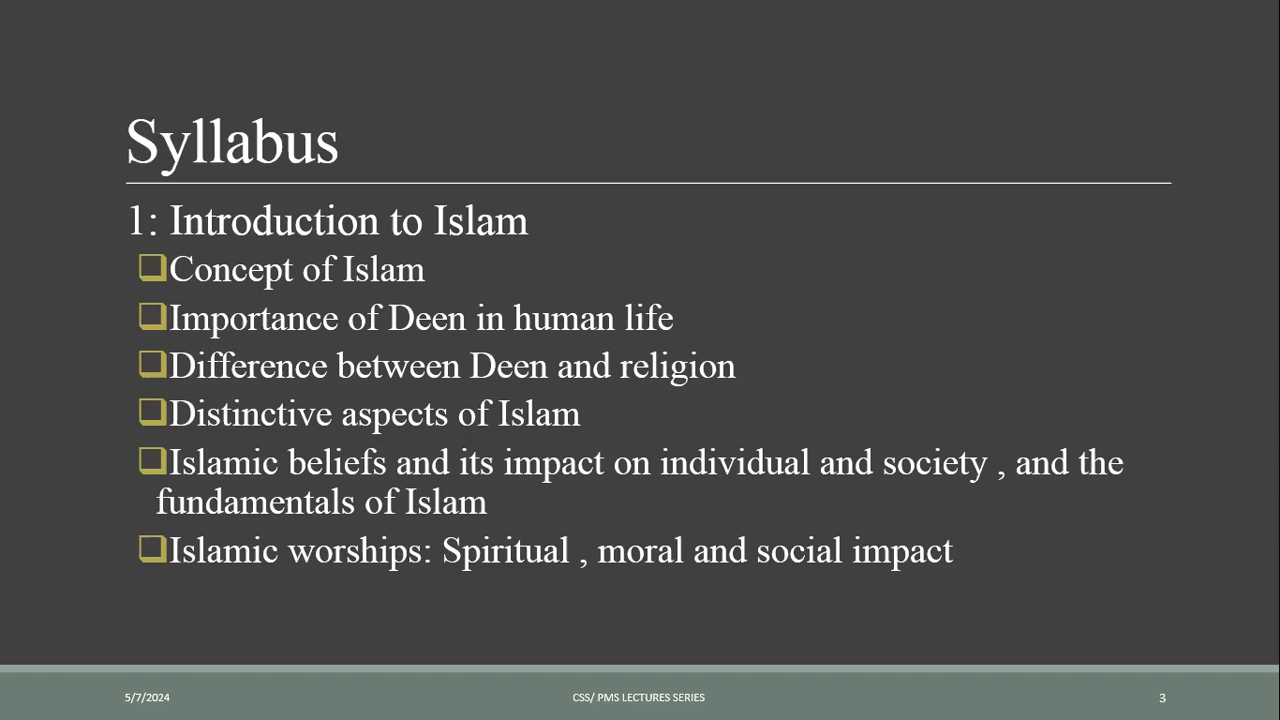 Syllabus
1: Introduction to Islam
❑Concept of Islam
❑Importance of Deen in human life
❑Difference between Deen and religion
❑Distinctive aspects of Islam
❑Islamic beliefs and its impact on individual and society , and the
fundamentals of Islam
❑Islamic worships: Spiritual , moral and social impact
5/7/2024
CSS/ PMS LECTURES SERIES
3